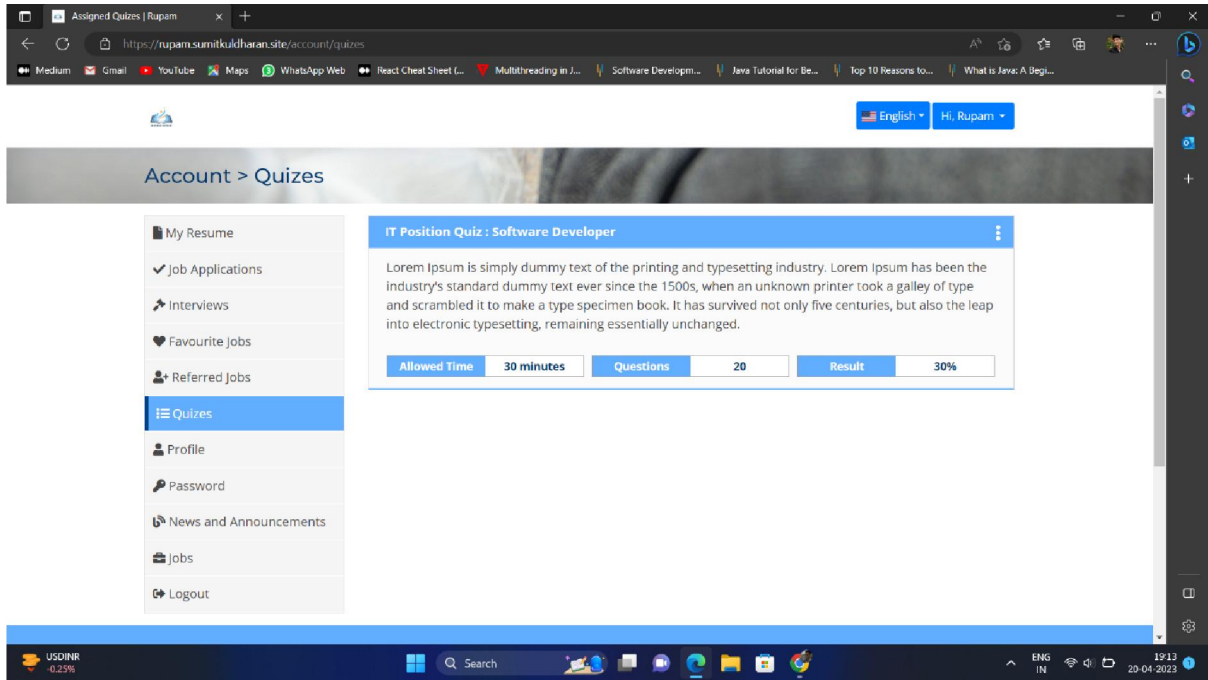 Assigned Quizes | Rupam
https://rupam.sumitkuldharan.site/account/quizes
Medium Gmail YouTube Maps WhatsApp Web React Cheat Sheet (... Multithreading in J... Software Developm... Java Tutorial for Be... Top 10 Reasons to... What is Java: A Begi...
English Hi, Rupam
Account > Quizes
My Resume
Job Applications
Interviews
Favourite Jobs
Referred Jobs
Quizes
Profile
Password
News and Announcements
Jobs
Logout
IT Position Quiz : Software Developer
Lorem Ipsum is simply dummy text of the printing and typesetting industry. Lorem Ipsum has been the
industry's standard dummy text ever since the 1500s, when an unknown printer took a galley of type
and scrambled it to make a type specimen book. It has survived not only five centuries, but also the leap
into electronic typesetting, remaining essentially unchanged.
Allowed Time 30 minutes Questions 20 Result 30%
USDINR
-0.25%
Search
ENG
IN
19:13
20-04-2023
1